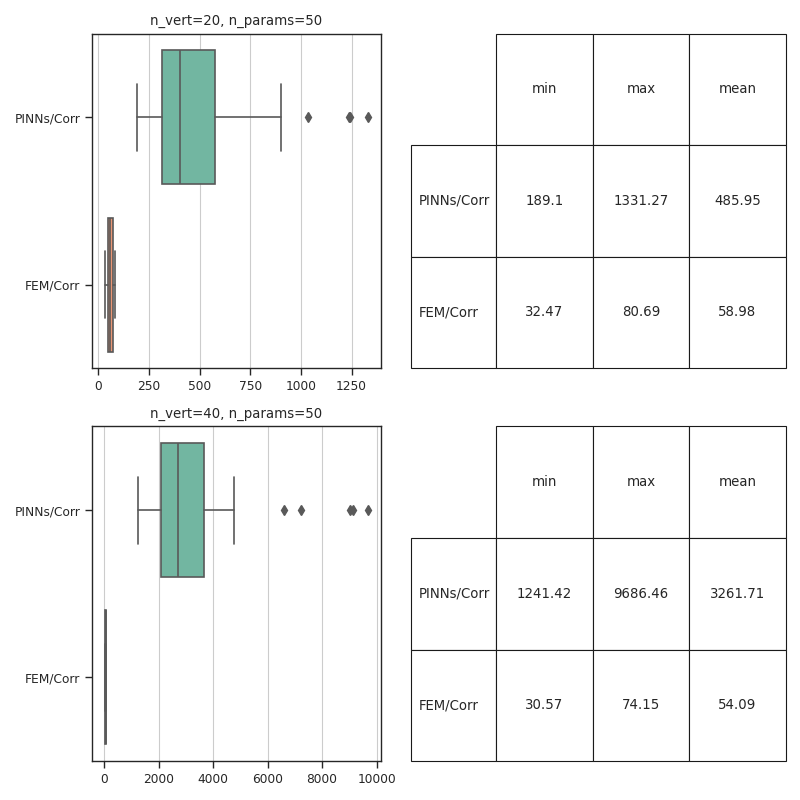 n_vert=20, n_params=50
PINNs/Corr
FEM/Corr
0 250 500 750 1000 1250
min max mean
PINNs/Corr 189.1 1331.27 485.95
FEM/Corr 32.47 80.69 58.98
n_vert=40, n_params=50
PINNs/Corr
FEM/Corr
0 2000 4000 6000 8000 10000
min max mean
PINNs/Corr 1241.42 9686.46 3261.71
FEM/Corr 30.57 74.15 54.09